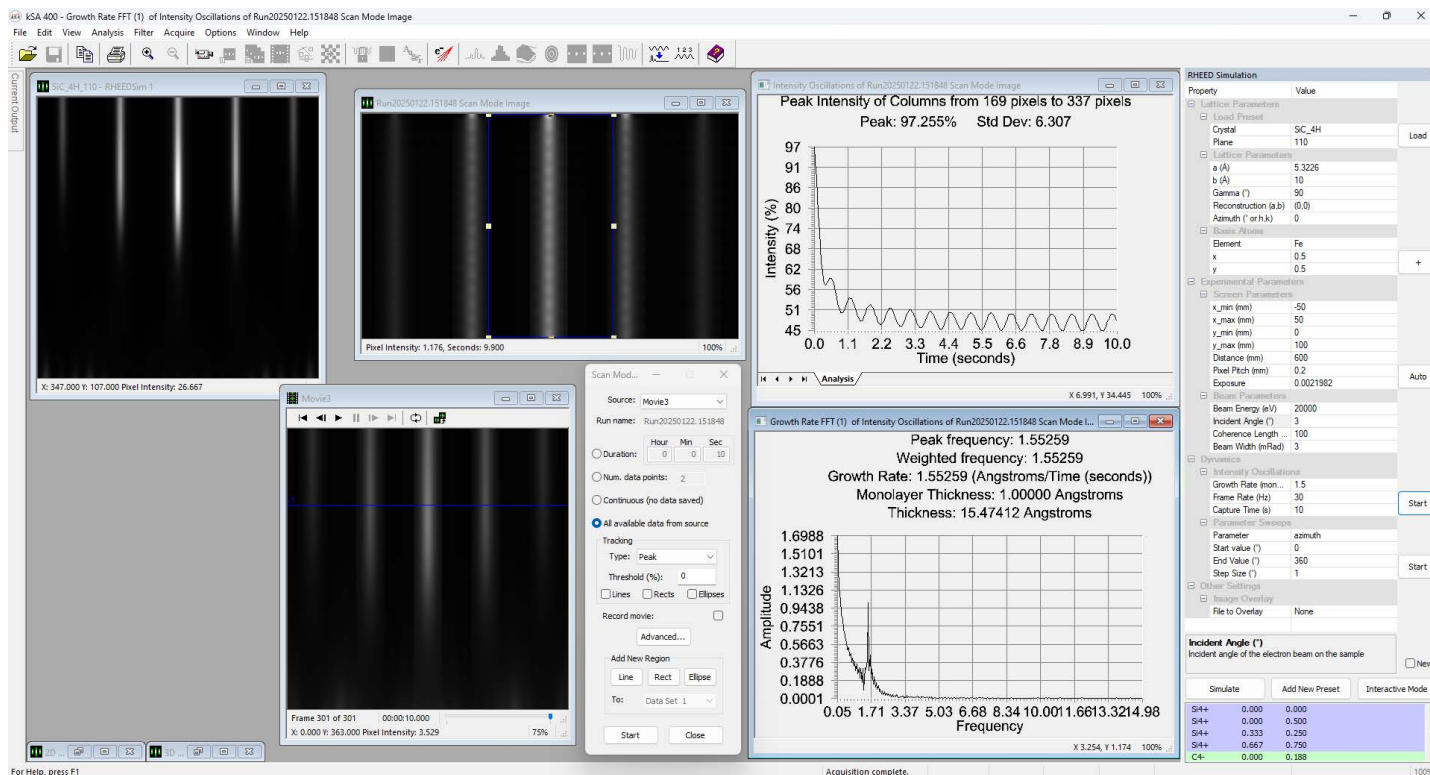 kSA 400 - Growth Rate FFT (1) of Intensity Oscillations of Run20250122.151848 Scan Mode Image
File Edit View Analysis Filter Acquire Options Window Help
Current Output
SiC_4H_110 - RHEEDSim 1
X: 347.000 Y: 107.000 Pixel Intensity: 26.667
Run20250122.151848 Scan Mode Image
Pixel Intensity: 1.176, Seconds: 9.900 100%
Movie3
Frame 301 of 301 00:00:10.000
X: 0.000 Y: 363.000 Pixel Intensity: 3.529 75%
2D ...
3D ...
Scan Mod...
Source: Movie3
Run name: Run20250122.151848
Hour Min Sec
Duration: 0 0 10
Num. data points: 2
Continuous (no data saved)
All available data from source
Tracking
Type: Peak
Threshold (%): 0
Lines Rects Ellipses
Record movie:
Advanced...
Add New Region
Line Rect Ellipse
To: Data Set 1
Start Close
Intensity Oscillations of Run20250122.151848 Scan Mode Image
Peak Intensity of Columns from 169 pixels to 337 pixels
Peak: 97.255% Std Dev: 6.307
Intensity (%)
97
91
86
80
74
68
62
56
51
45
0.0 1.1 2.2 3.3 4.4 5.5 6.7 7.8 8.9 10.0
Time (seconds)
Analysis
X 6.991, Y 34.445 100%
Growth Rate FFT (1) of Intensity Oscillations of Run20250122.151848 Scan Mode I...
Peak frequency: 1.55259
Weighted frequency: 1.55259
Growth Rate: 1.55259 (Angstroms/Time (seconds))
Monolayer Thickness: 1.00000 Angstroms
Thickness: 15.47412 Angstroms
Amplitude
1.6988
1.5101
1.3213
1.1326
0.9438
0.7551
0.5663
0.3776
0.1888
0.0001
0.05 1.71 3.37 5.03 6.68 8.34 10.00 11.66 13.32 14.98
Frequency
X 3.254, Y 1.174 100%
RHEED Simulation
Property Value
Lattice Parameters
Load Preset
Crystal SiC_4H
Plane 110
Load
Lattice Parameters
a (Å) 5.3226
b (Å) 10
Gamma (°) 90
Reconstruction (a,b) (0,0)
Azimuth (° or h,k) 0
Basis Atoms
Element Fe
x 0.5
y 0.5
+
Experimental Parameters
Screen Parameters
x_min (mm) -50
x_max (mm) 50
y_min (mm) 0
y_max (mm) 100
Distance (mm) 600
Pixel Pitch (mm) 0.2
Exposure 0.0021982
Auto
Beam Parameters
Beam Energy (eV) 20000
Incident Angle (°) 3
Coherence Length ... 100
Beam Width (mRad) 3
Dynamics
Intensity Oscillations
Growth Rate (mon... 1.5
Frame Rate (Hz) 30
Capture Time (s) 10
Start
Parameter Sweeps
Parameter azimuth
Start value (°) 0
End Value (°) 360
Step Size (°) 1
Start
Other Settings
Image Overlay
File to Overlay None
Incident Angle (°)
Incident angle of the electron beam on the sample
New
Simulate Add New Preset Interactive Mode
Si4+ 0.000 0.000
Si4+ 0.000 0.500
Si4+ 0.333 0.250
Si4+ 0.667 0.750
C4- 0.000 0.188
For Help, press F1 Acquisition complete. 100%